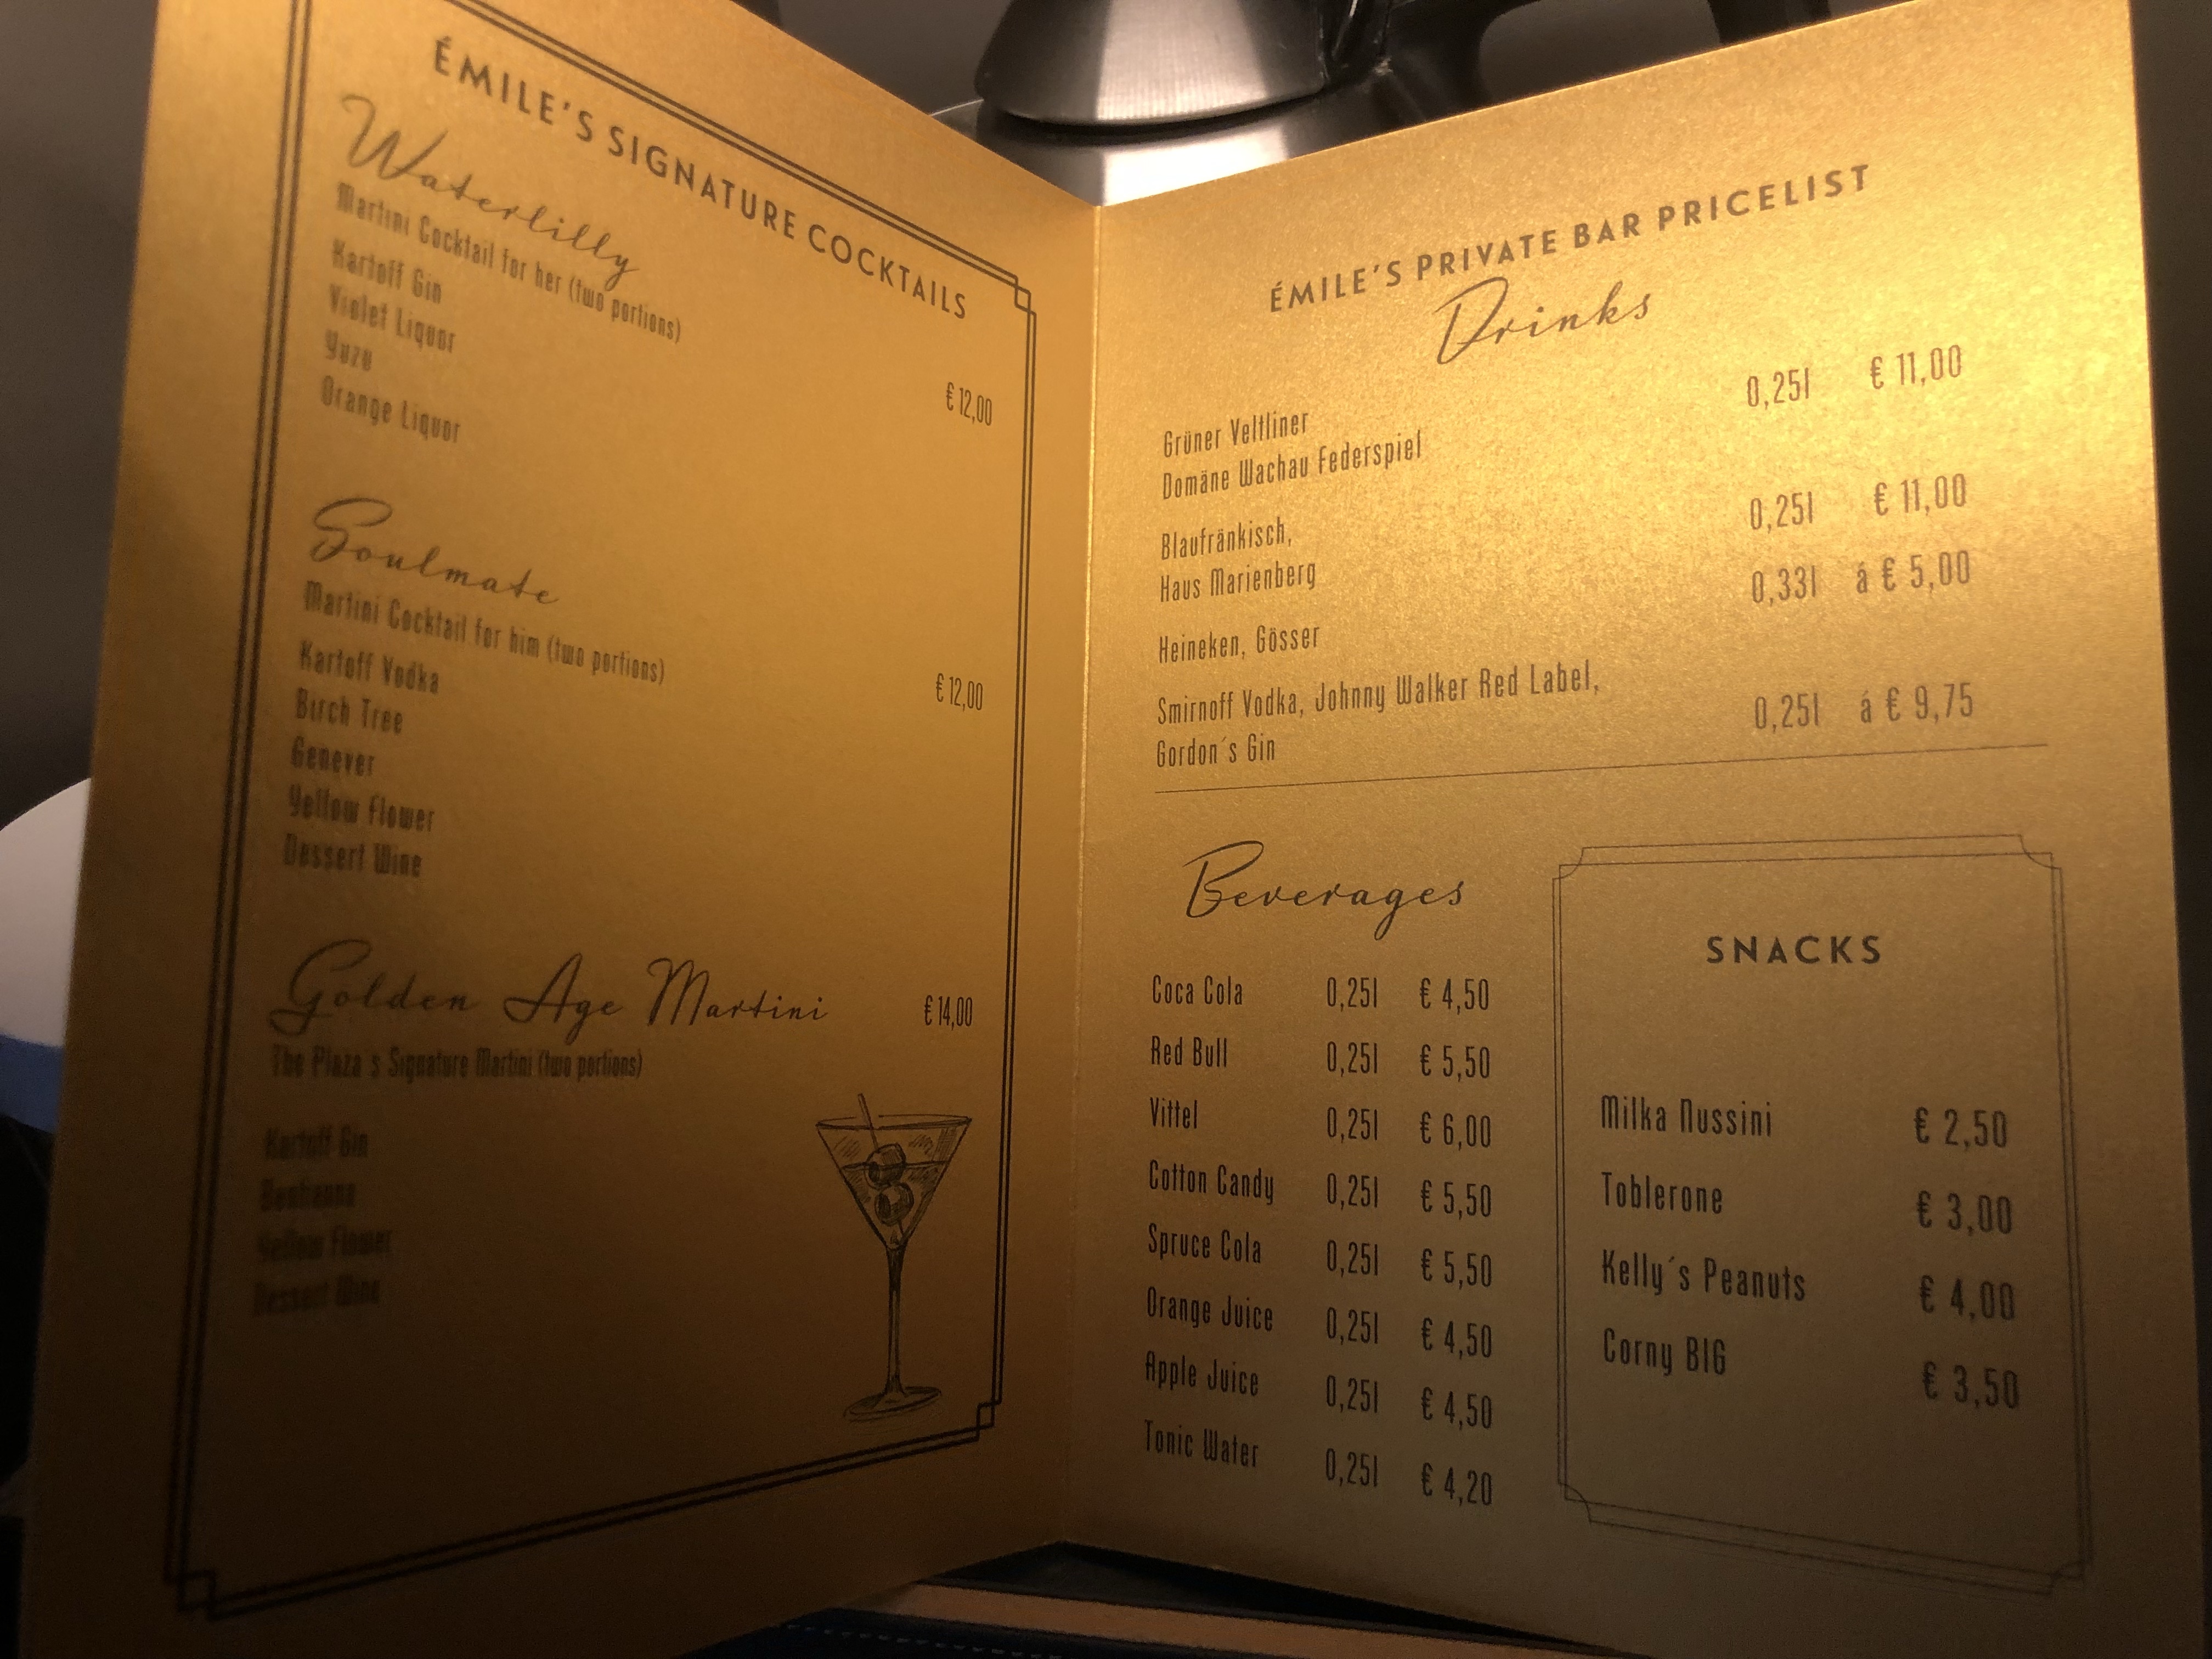 ÉMILE'S SIGNATURE COCKTAILS
Waterlilly
Martini Cocktail for her (two portions)
Kartoff Gin
Violet Liquor
Yuzu
Orange Liquor
€ 12,00
Soulmate
Martini Cocktail for him (two portions)
Kartoff Vodka
Birch Tree
Genever
Yellow Flower
Dessert Wine
€ 12,00
Golden Age Martini € 14,00
The Plaza´s Signature Martini (two portions)
Kartoff Gin
Yellow Flower
Dessert Wine
ÉMILE'S PRIVATE BAR PRICELIST
Drinks
Grüner Veltliner 0,25l € 11,00
Domäne Wachau Federspiel
Blaufränkisch, 0,25l € 11,00
Haus Marienberg
Heineken, Gösser 0,33l á € 5,00
Smirnoff Vodka, Johnny Walker Red Label,
Gordon´s Gin 0,25l á € 9,75
Beverages
Coca Cola 0,25l € 4,50
Red Bull 0,25l € 5,50
Vittel 0,25l € 6,00
Cotton Candy 0,25l € 5,50
Spruce Cola 0,25l € 5,50
Orange Juice 0,25l € 4,50
Apple Juice 0,25l € 4,50
Tonic Water 0,25l € 4,20
SNACKS
Milka Nussini € 2,50
Toblerone € 3,00
Kelly´s Peanuts € 4,00
Corny BIG € 3,50